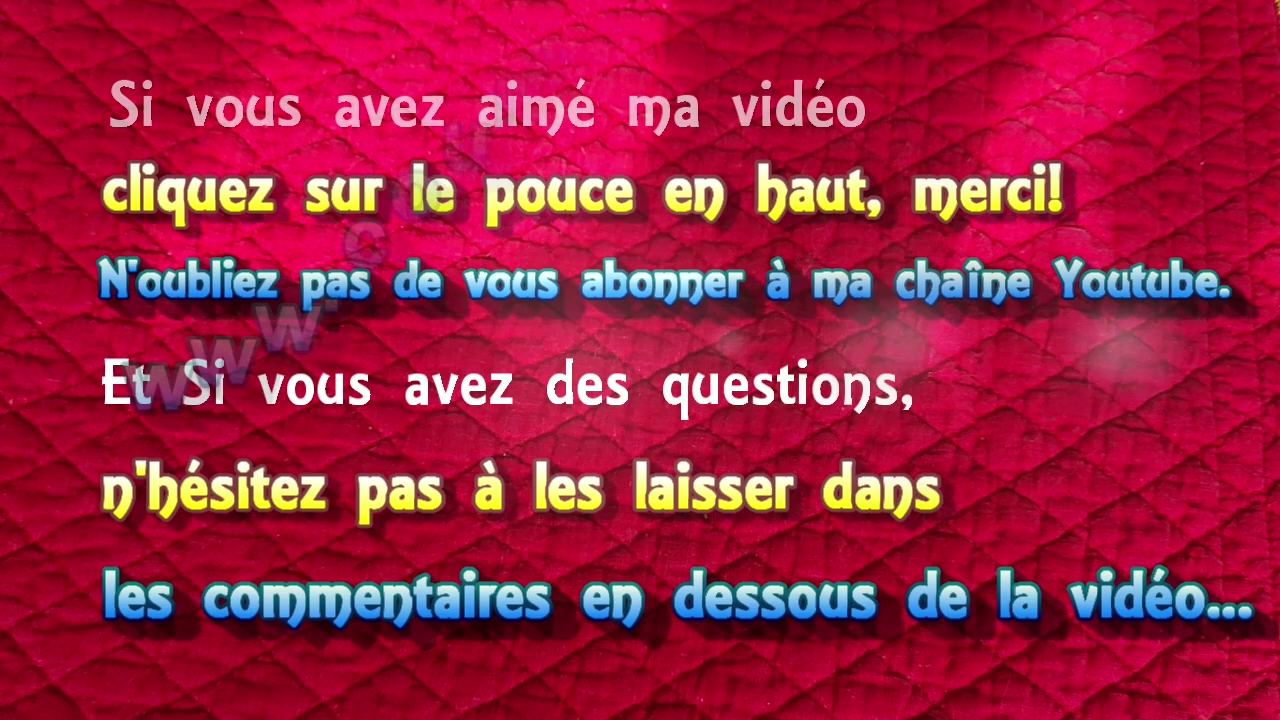 Si vous avez aimé ma vidéo
cliquez sur le pouce en haut, merci!
N'oubliez pas de vous abonner à ma chaîne Youtube.
Et Si vous avez des questions,
n'hésitez pas à les laisser dans
les commentaires en dessous de la vidéo...